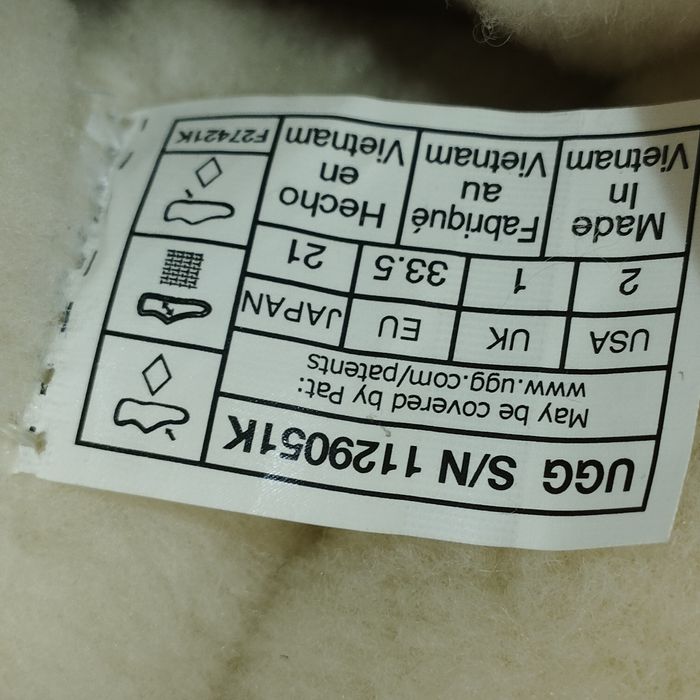 UGG S/N 1129051K
May be covered by Pat:
www.ugg.com/patents
USA UK EU JAPAN
2 1 33.5 21
Made In Vietnam
Fabriqué au Vietnam
Hecho en Vietnam
F27421K